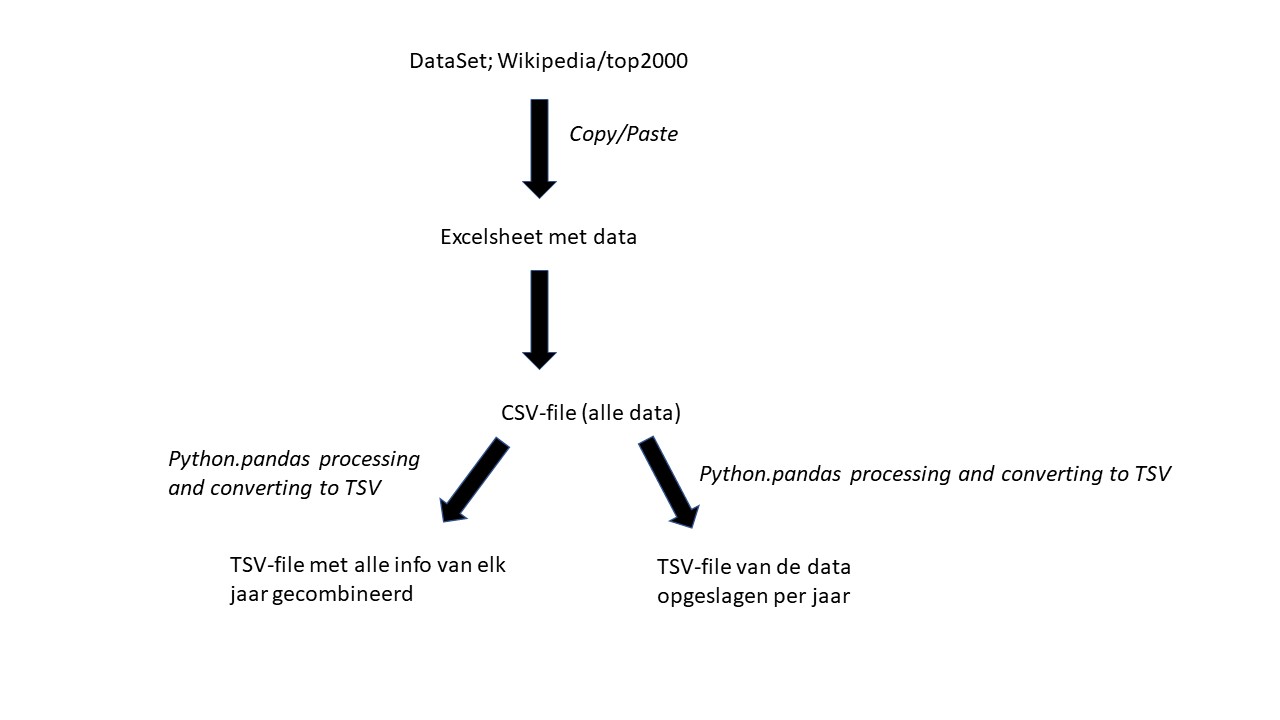 DataSet; Wikipedia/top2000
Copy/Paste
Excelsheet met data
CSV-file (alle data)
Python.pandas processing
and converting to TSV
Python.pandas processing and converting to TSV
TSV-file met alle info van elk
jaar gecombineerd
TSV-file van de data
opgeslagen per jaar